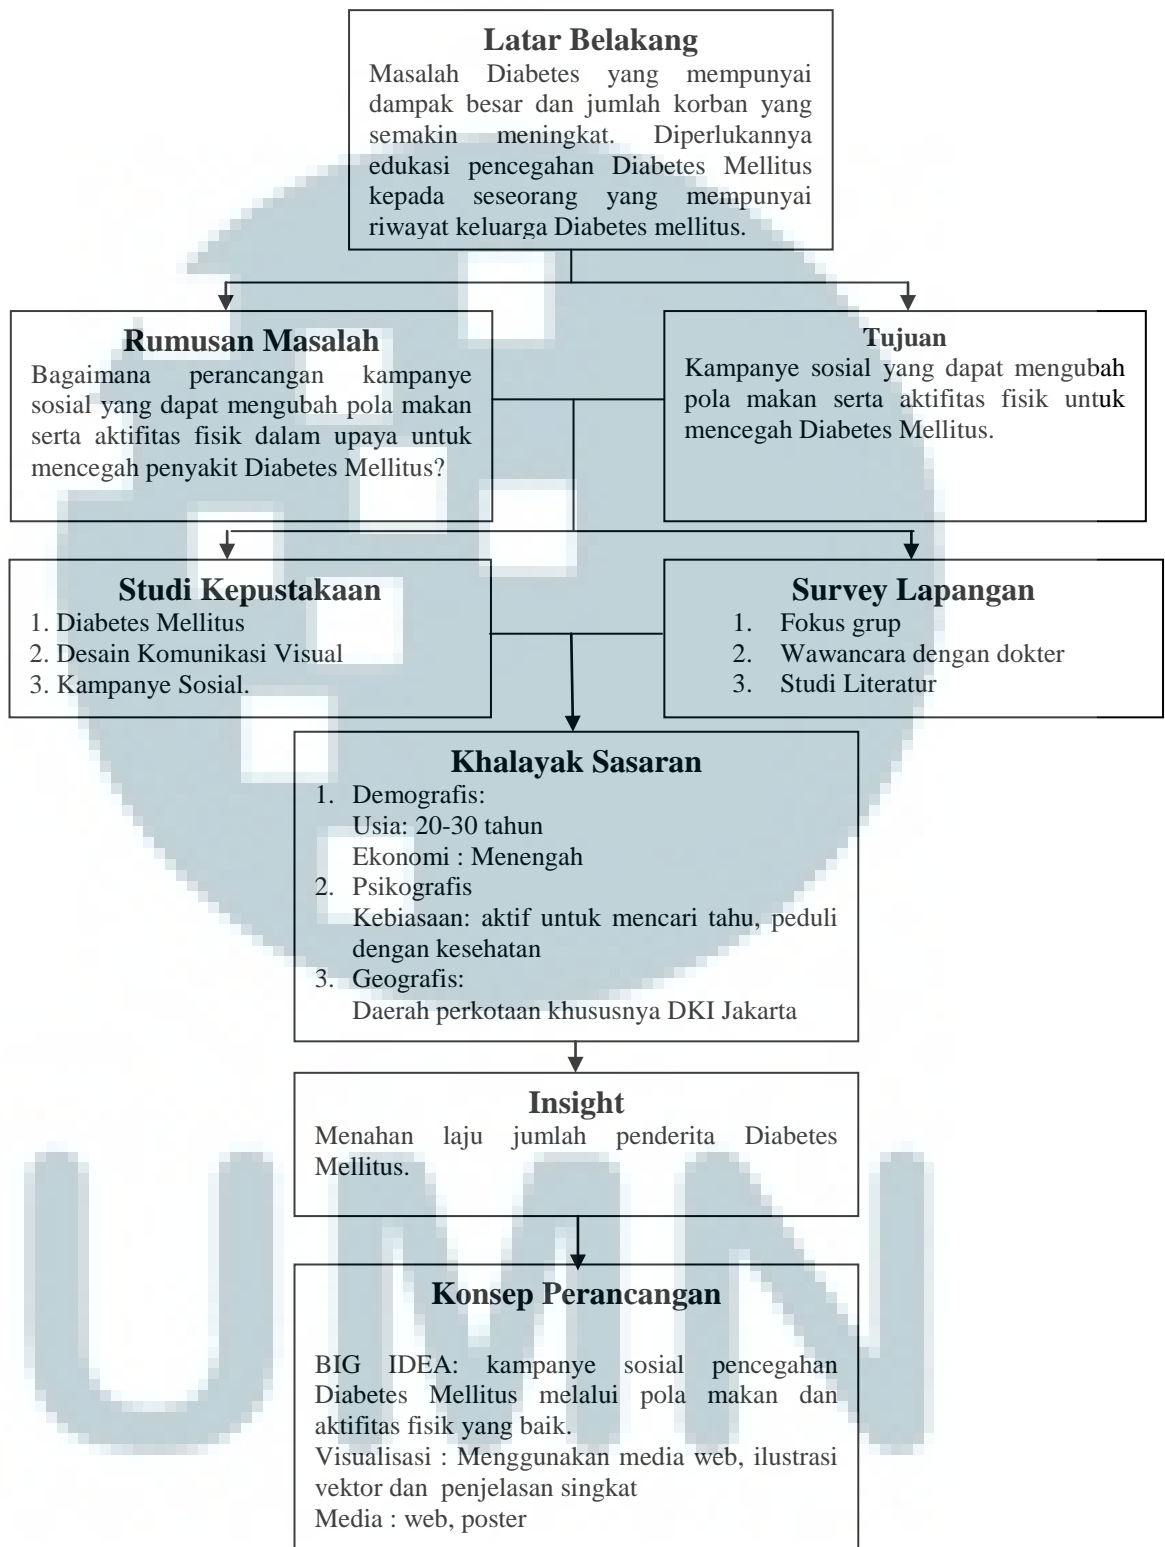 Latar Belakang
Masalah Diabetes yang mempunyai
dampak besar dan jumlah korban yang
semakin meningkat. Diperlukannya
edukasi pencegahan Diabetes Mellitus
kepada seseorang yang mempunyai
riwayat keluarga Diabetes mellitus.
Rumusan Masalah
Bagaimana perancangan kampanye
sosial yang dapat mengubah pola makan
serta aktifitas fisik dalam upaya untuk
mencegah penyakit Diabetes Mellitus?
Tujuan
Kampanye sosial yang dapat mengubah
pola makan serta aktifitas fisik untuk
mencegah Diabetes Mellitus.
Studi Kepustakaan
1. Diabetes Mellitus
2. Desain Komunikasi Visual
3. Kampanye Sosial.
Survey Lapangan
1. Fokus grup
2. Wawancara dengan dokter
3. Studi Literatur
Khalayak Sasaran
1. Demografis:
Usia: 20-30 tahun
Ekonomi : Menengah
2. Psikografis
Kebiasaan: aktif untuk mencari tahu, peduli
dengan kesehatan
3. Geografis:
Daerah perkotaan khususnya DKI Jakarta
Insight
Menahan laju jumlah penderita Diabetes
Mellitus.
Konsep Perancangan
BIG IDEA: kampanye sosial pencegahan
Diabetes Mellitus melalui pola makan dan
aktifitas fisik yang baik.
Visualisasi : Menggunakan media web, ilustrasi
vektor dan penjelasan singkat
Media : web, poster
UMN